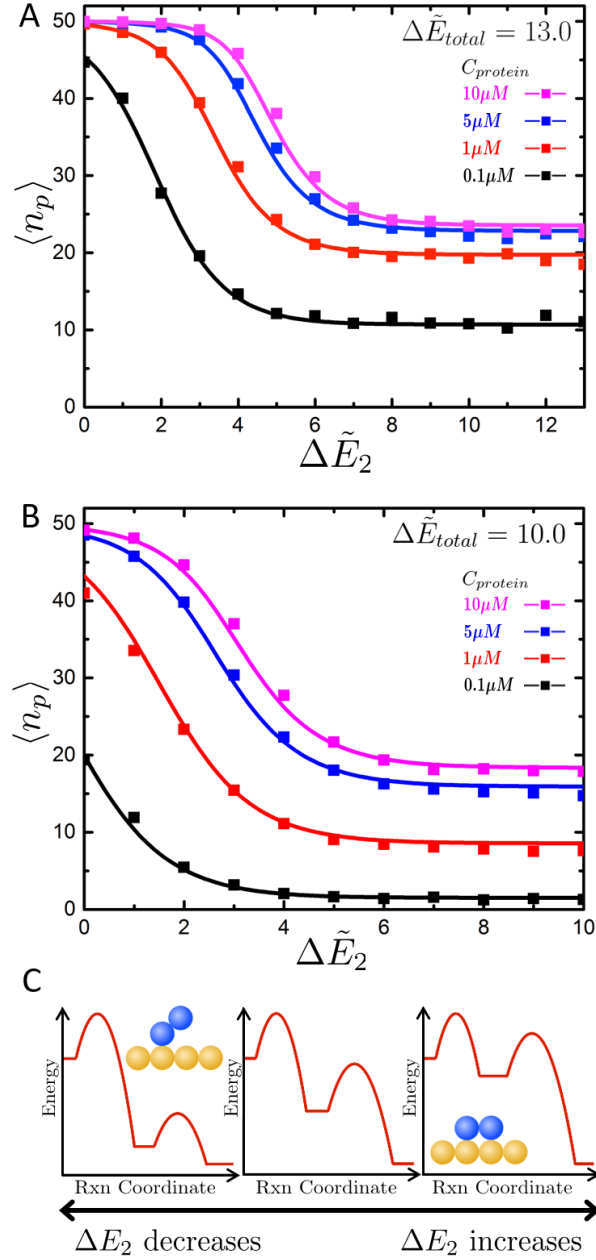 A
ΔẼ_total = 13.0
C_protein
10μM
5μM
1μM
0.1μM
50
40
30
20
10
0
⟨n_p⟩
0 2 4 6 8 10 12
ΔẼ_2
B
ΔẼ_total = 10.0
C_protein
10μM
5μM
1μM
0.1μM
50
40
30
20
10
0
⟨n_p⟩
0 2 4 6 8 10
ΔẼ_2
C
Energy Energy Energy
Rxn Coordinate Rxn Coordinate Rxn Coordinate
ΔE_2 decreases ΔE_2 increases